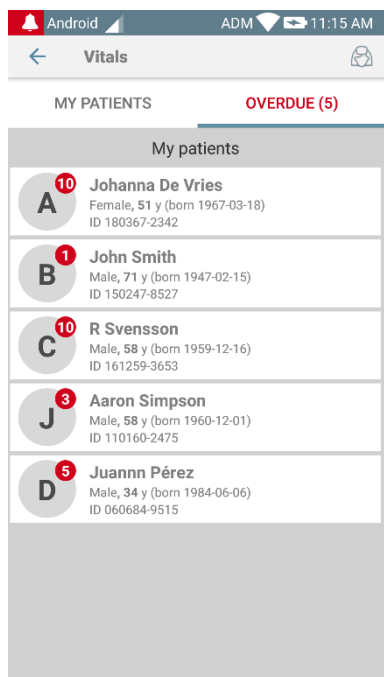 Android ADM 11:15 AM
Vitals
MY PATIENTS OVERDUE (5)
My patients
A 10 Johanna De Vries
Female, 51 y (born 1967-03-18)
ID 180367-2342
B 1 John Smith
Male, 71 y (born 1947-02-15)
ID 150247-8527
C 10 R Svensson
Male, 58 y (born 1959-12-16)
ID 161259-3653
J 3 Aaron Simpson
Male, 58 y (born 1960-12-01)
ID 110160-2475
D 5 Juannn Pérez
Male, 34 y (born 1984-06-06)
ID 060684-9515